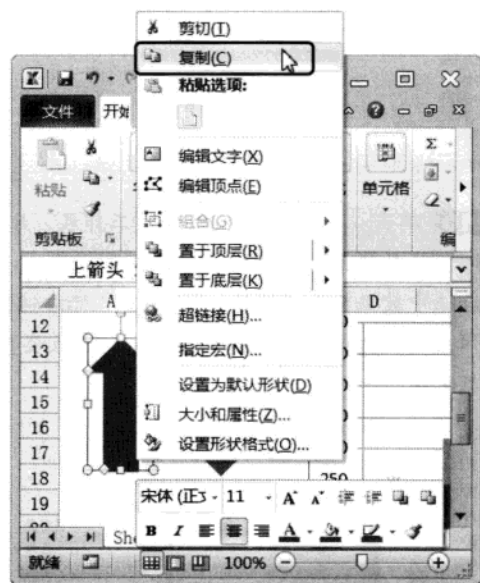 剪切(T)
复制(C)
粘贴选项:
编辑文字(X)
编辑顶点(E)
组合(G)
置于顶层(R)
置于底层(K)
超链接(H)...
指定宏(N)...
设置为默认形状(D)
大小和属性(Z)...
设置形状格式(O)...
文件 开始
粘贴
剪贴板
单元格
编
上箭头
A D
12
13
14
15
16
17
18
19
250
宋体 (正文 11 A A
B I A
She
就绪 100%